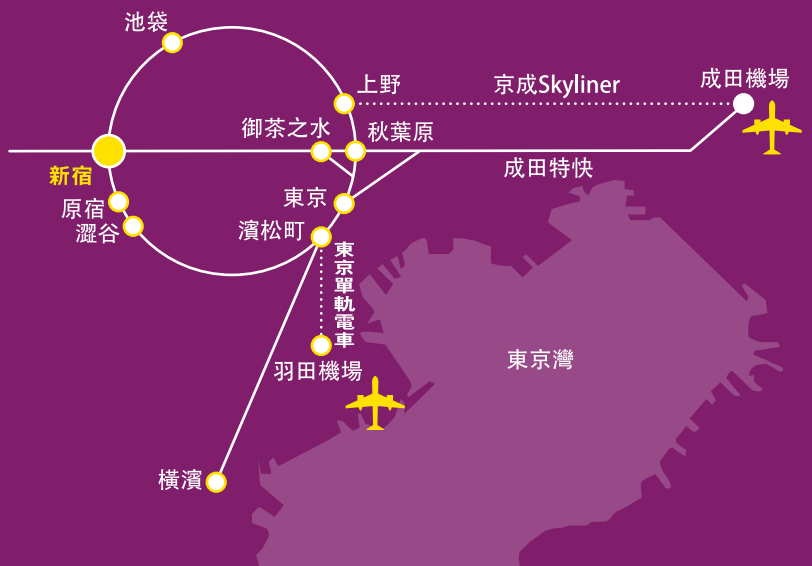 池袋
上野
京成Skyliner
成田機場
御茶之水
秋葉原
新宿
成田特快
原宿
東京
澀谷
濱松町
東京單軌電車
羽田機場
東京灣
橫濱